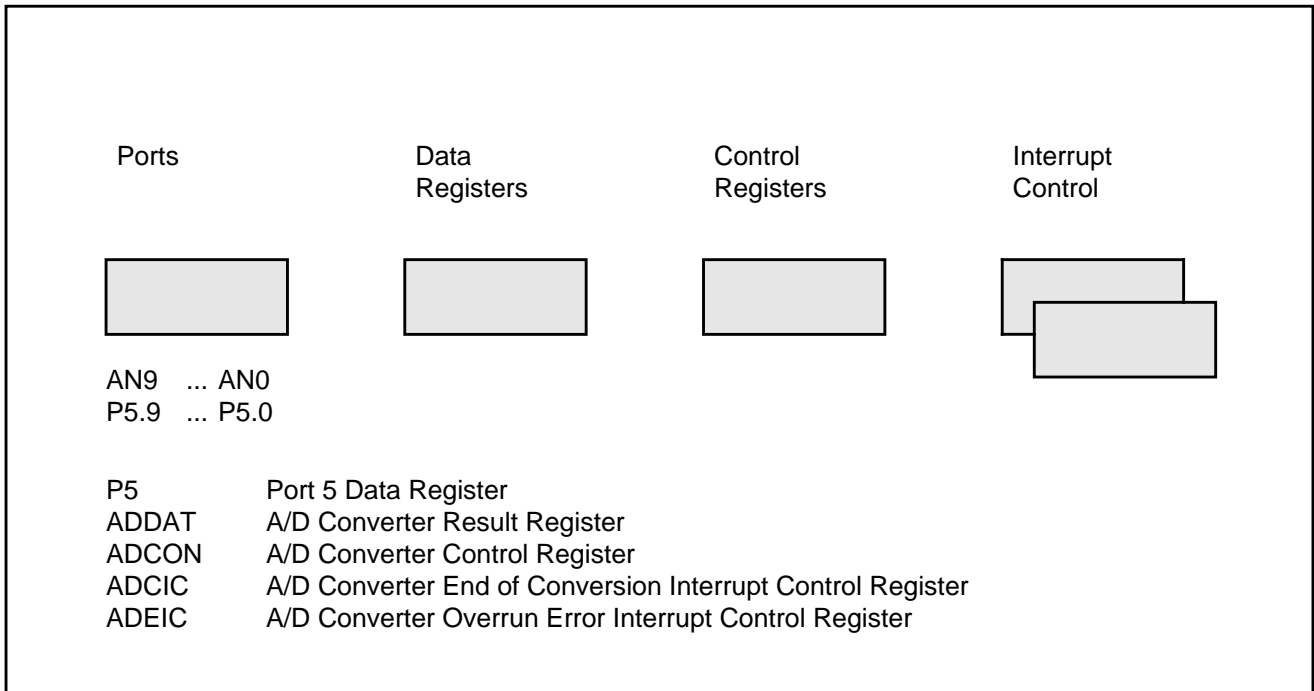 Ports
Data
Registers
Control
Registers
Interrupt
Control
AN9 ... AN0
P5.9 ... P5.0
P5 Port 5 Data Register
ADDAT A/D Converter Result Register
ADCON A/D Converter Control Register
ADCIC A/D Converter End of Conversion Interrupt Control Register
ADEIC A/D Converter Overrun Error Interrupt Control Register